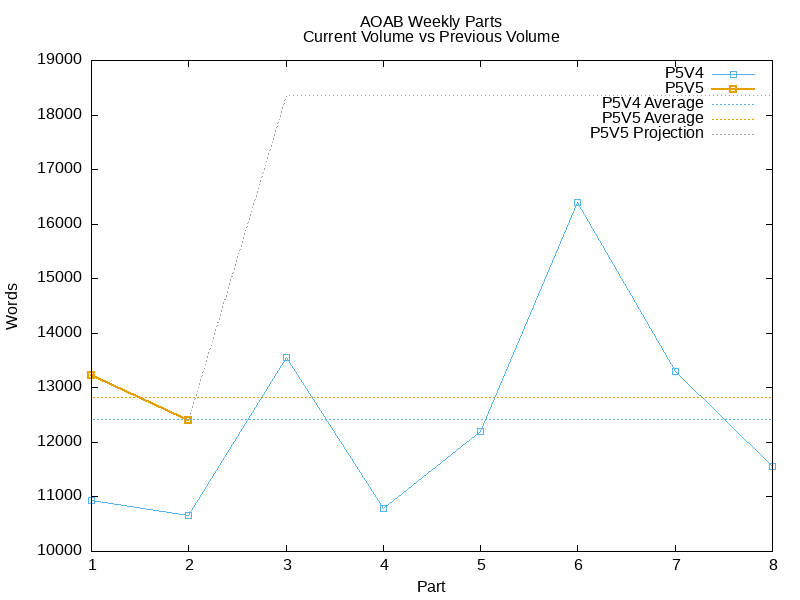 AOAB Weekly Parts
Current Volume vs Previous Volume
19000
18000
17000
16000
15000
14000
13000
12000
11000
10000
1 2 3 4 5 6 7 8
Words
Part
P5V4
P5V5
P5V4 Average
P5V5 Average
P5V5 Projection